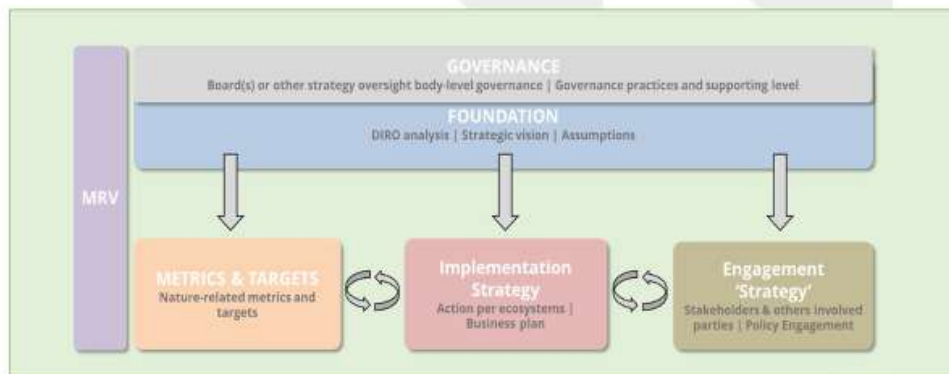 GOVERNANCE
Board(s) or other strategy oversight body-level governance | Governance practices and supporting level
FOUNDATION
DIRO analysis | Strategic vision | Assumptions
MRV
METRICS & TARGETS
Nature-related metrics and
targets
Implementation
Strategy
Action per ecosystems |
Business plan
Engagement
'Strategy'
Stakeholders & others involved
parties | Policy Engagement